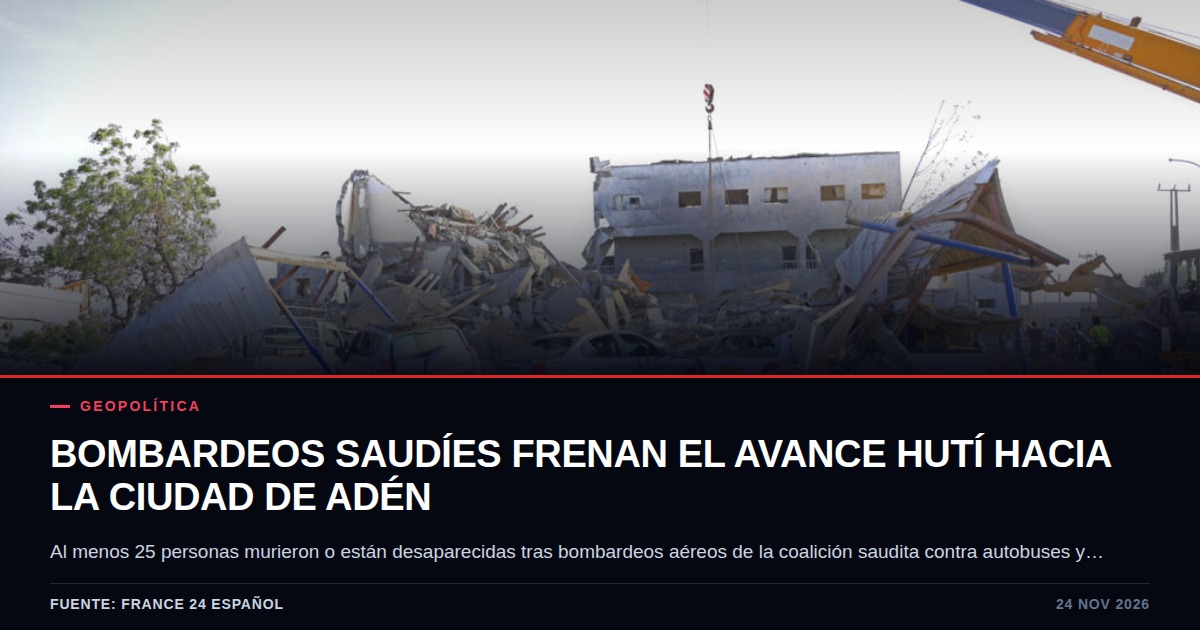 GEOPOLÍTICA
BOMBARDEOS SAUDÍES FRENAN EL AVANCE HUTÍ HACIA
LA CIUDAD DE ADÉN
Al menos 25 personas murieron o están desaparecidas tras bombardeos aéreos de la coalición saudita contra autobuses y…
FUENTE: FRANCE 24 ESPAÑOL
24 NOV 2026